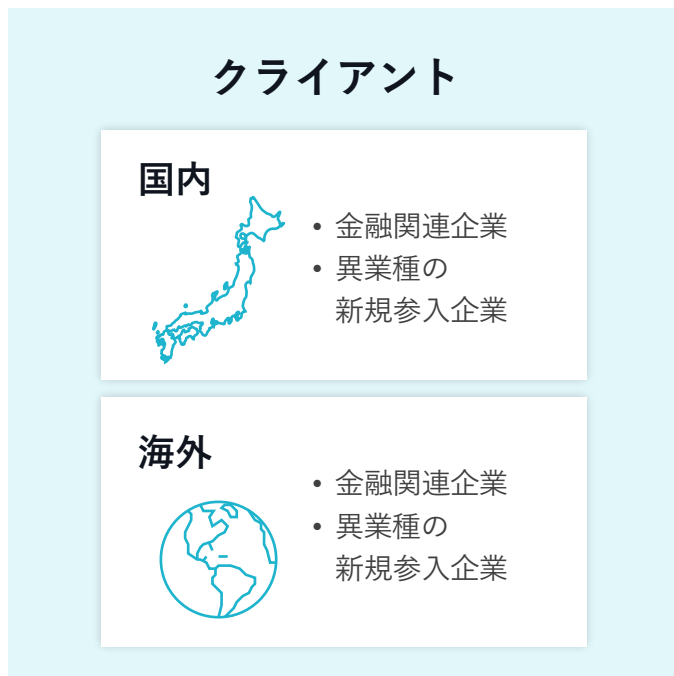 クライアント
国内
• 金融関連企業
• 異業種の
新規参入企業
海外
• 金融関連企業
• 異業種の
新規参入企業